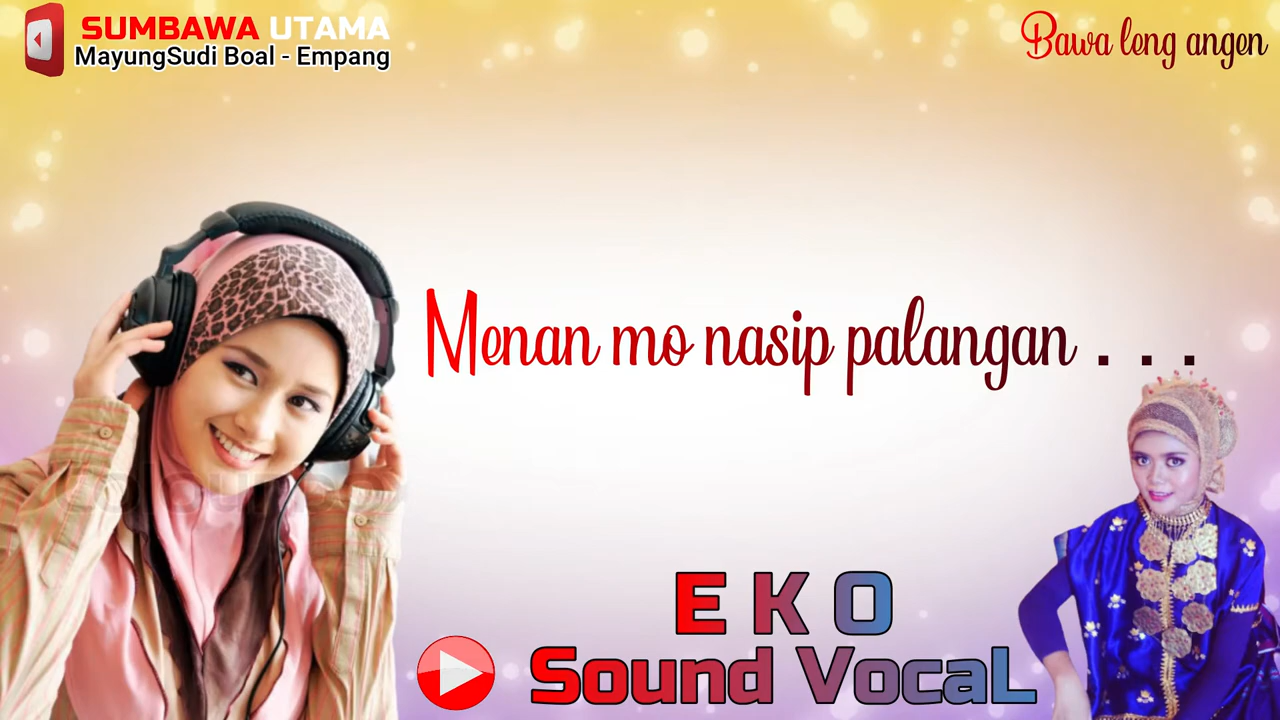 SUMBAWA UTAMA
MayungSudi Boal - Empang
Bawa leng angen
Menan mo nasip palangan . . .
E K O
Sound VocaL